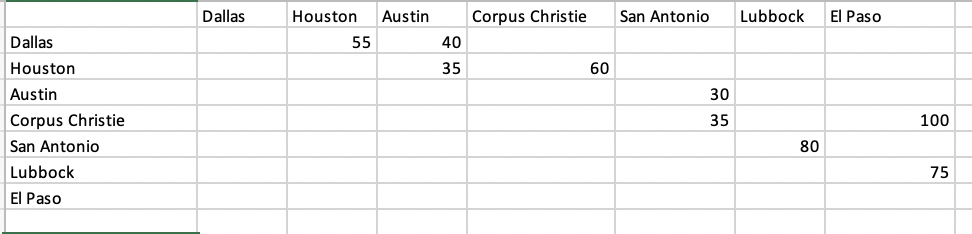 Dallas Houston Austin Corpus Christie San Antonio Lubbock El Paso
Dallas 55 40
Houston 35 60
Austin 30
Corpus Christie 35 100
San Antonio 80
Lubbock 75
El Paso